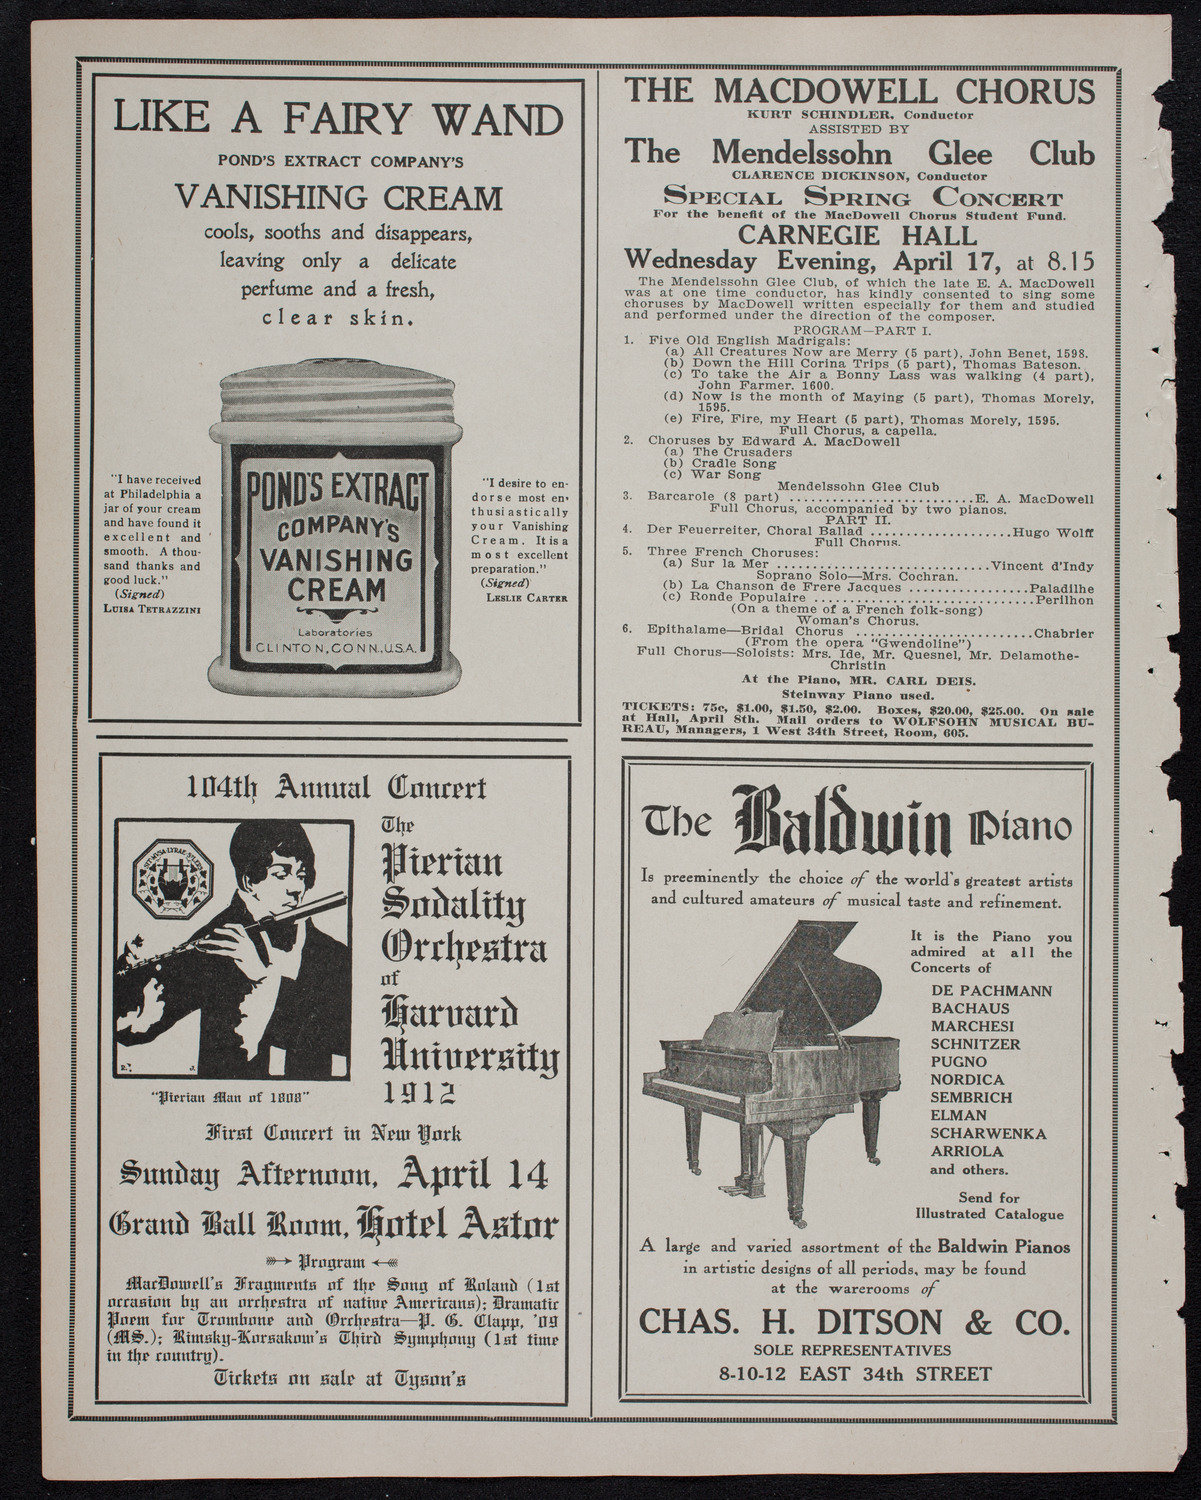 LIKE A FAIRY WAND
POND'S EXTRACT COMPANY'S
VANISHING CREAM
cools, sooths and disappears,
leaving only a delicate
perfume and a fresh,
clear skin.
"I have received
at Philadelphia a
jar of your cream
and have found it
excellent and
smooth. A thou-
sand thanks and
good luck."
(Signed)
LUISA TETRAZZINI
POND'S EXTRACT
COMPANY'S
VANISHING
CREAM
Laboratories
CLINTON, CONN., U.S.A.
"I desire to en-
dorse most en-
thusiastically
your Vanishing
Cream. It is a
most excellent
preparation."
(Signed)
LESLIE CARTER
THE MACDOWELL CHORUS
KURT SCHINDLER, Conductor
ASSISTED BY
The Mendelssohn Glee Club
CLARENCE DICKINSON, Conductor
SPECIAL SPRING CONCERT
For the benefit of the MacDowell Chorus Student Fund.
CARNEGIE HALL
Wednesday Evening, April 17, at 8.15
The Mendelssohn Glee Club, of which the late E. A. MacDowell
was at one time conductor, has kindly consented to sing some
choruses by MacDowell written especially for them and studied
and performed under the direction of the composer.
PROGRAM—PART I.
1. Five Old English Madrigals:
(a) All Creatures Now are Merry (5 part), John Benet, 1598.
(b) Down the Hill Corina Trips (5 part), Thomas Bateson.
(c) To take the Air a Bonny Lass was walking (4 part),
John Farmer. 1600.
(d) Now is the month of Maying (5 part), Thomas Morely,
1595.
(e) Fire, Fire, my Heart (5 part), Thomas Morely, 1595.
Full Chorus, a capella.
2. Choruses by Edward A. MacDowell
(a) The Crusaders
(b) Cradle Song
(c) War Song
Mendelssohn Glee Club
3. Barcarole (8 part) ........................E. A. MacDowell
Full Chorus, accompanied by two pianos.
PART II.
4. Der Feuerreiter, Choral Ballad ...................Hugo Wolff
Full Chorus.
5. Three French Choruses:
(a) Sur la Mer ............................Vincent d'Indy
Soprano Solo—Mrs. Cochran.
(b) La Chanson de Frere Jacques ................Paladilhe
(c) Ronde Populaire .............................Perilhon
(On a theme of a French folk-song)
Woman's Chorus.
6. Epithalame—Bridal Chorus .......................Chabrier
(From the opera "Gwendoline")
Full Chorus—Soloists: Mrs. Ide, Mr. Quesnel, Mr. Delamothe-
Christin
At the Piano, MR. CARL DEIS.
Steinway Piano used.
TICKETS: 75c, $1.00, $1.50, $2.00. Boxes, $20.00, $25.00. On sale
at Hall, April 8th. Mail orders to WOLFSOHN MUSICAL BU-
REAU, Managers, 1 West 34th Street, Room, 605.
104th Annual Concert
The
Pierian
Sodality
Orchestra
of
Harvard
University
1912
"Pierian Man of 1808"
First Concert in New York
Sunday Afternoon, April 14
Grand Ball Room, Hotel Astor
Program
MacDowell's Fragments of the Song of Roland (1st
occasion by an orchestra of native Americans); Dramatic
Poem for Trombone and Orchestra—P. G. Clapp, '09
(MS.); Rimsky-Korsakow's Third Symphony (1st time
in the country).
Tickets on sale at Tyson's
The Baldwin Piano
Is preeminently the choice of the world's greatest artists
and cultured amateurs of musical taste and refinement.
It is the Piano you
admired at all the
Concerts of
DE PACHMANN
BACHAUS
MARCHESI
SCHNITZER
PUGNO
NORDICA
SEMBRICH
ELMAN
SCHARWENKA
ARRIOLA
and others.
Send for
Illustrated Catalogue
A large and varied assortment of the Baldwin Pianos
in artistic designs of all periods, may be found
at the warerooms of
CHAS. H. DITSON & CO.
SOLE REPRESENTATIVES
8-10-12 EAST 34th STREET